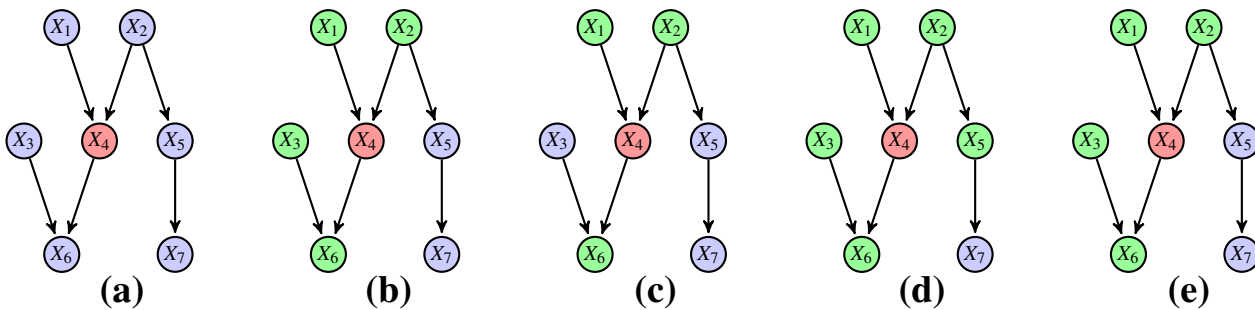 X1 X2 X1 X2 X1 X2 X1 X2 X1 X2
X3 X4 X5 X3 X4 X5 X3 X4 X5 X3 X4 X5 X3 X4 X5
X6 X7 X6 X7 X6 X7 X6 X7 X6 X7
(a) (b) (c) (d) (e)